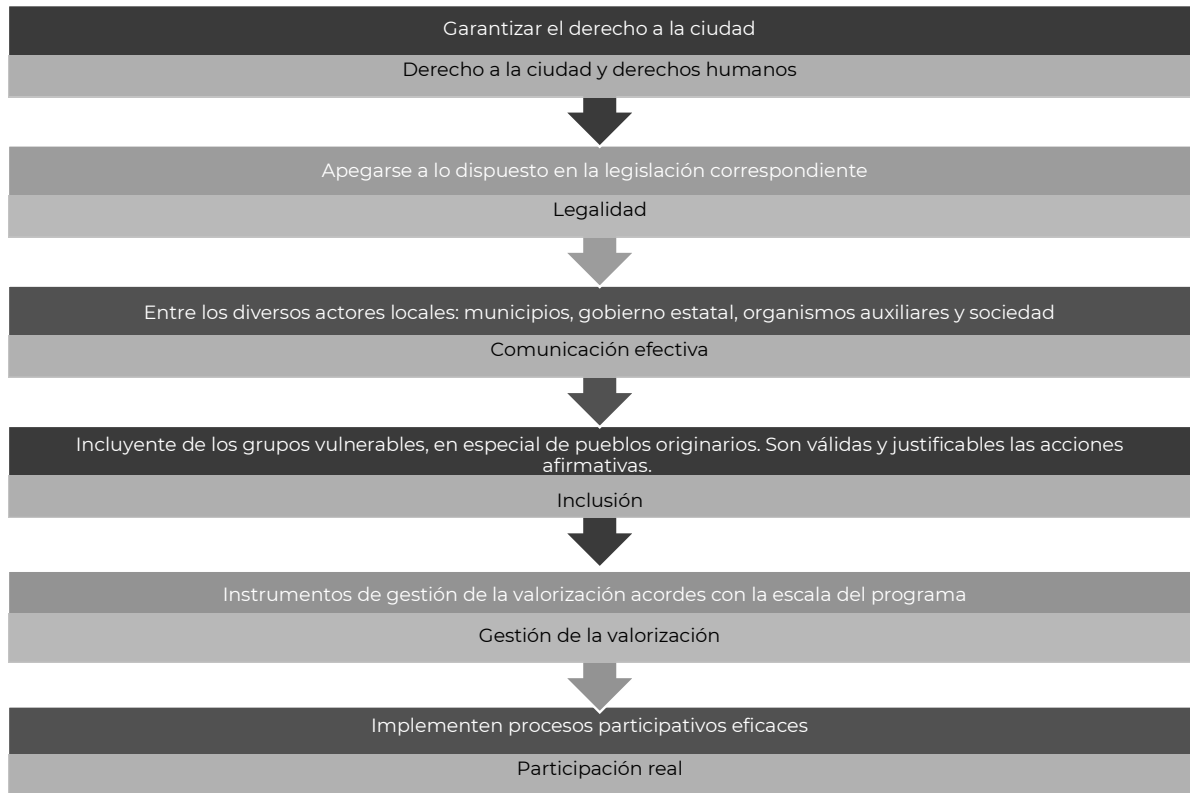 Garantizar el derecho a la ciudad
Derecho a la ciudad y derechos humanos
Apegarse a lo dispuesto en la legislación correspondiente
Legalidad
Entre los diversos actores locales: municipios, gobierno estatal, organismos auxiliares y sociedad
Comunicación efectiva
Incluyente de los grupos vulnerables, en especial de pueblos originarios. Son válidas y justificables las acciones
afirmativas.
Inclusión
Instrumentos de gestión de la valorización acordes con la escala del programa
Gestión de la valorización
Implementen procesos participativos eficaces
Participación real